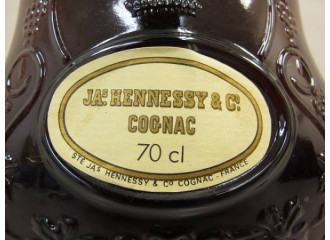 JAS HENNESSY & CO
COGNAC
70 cl
STE JAS HENNESSY & CO COGNAC - FRANCE